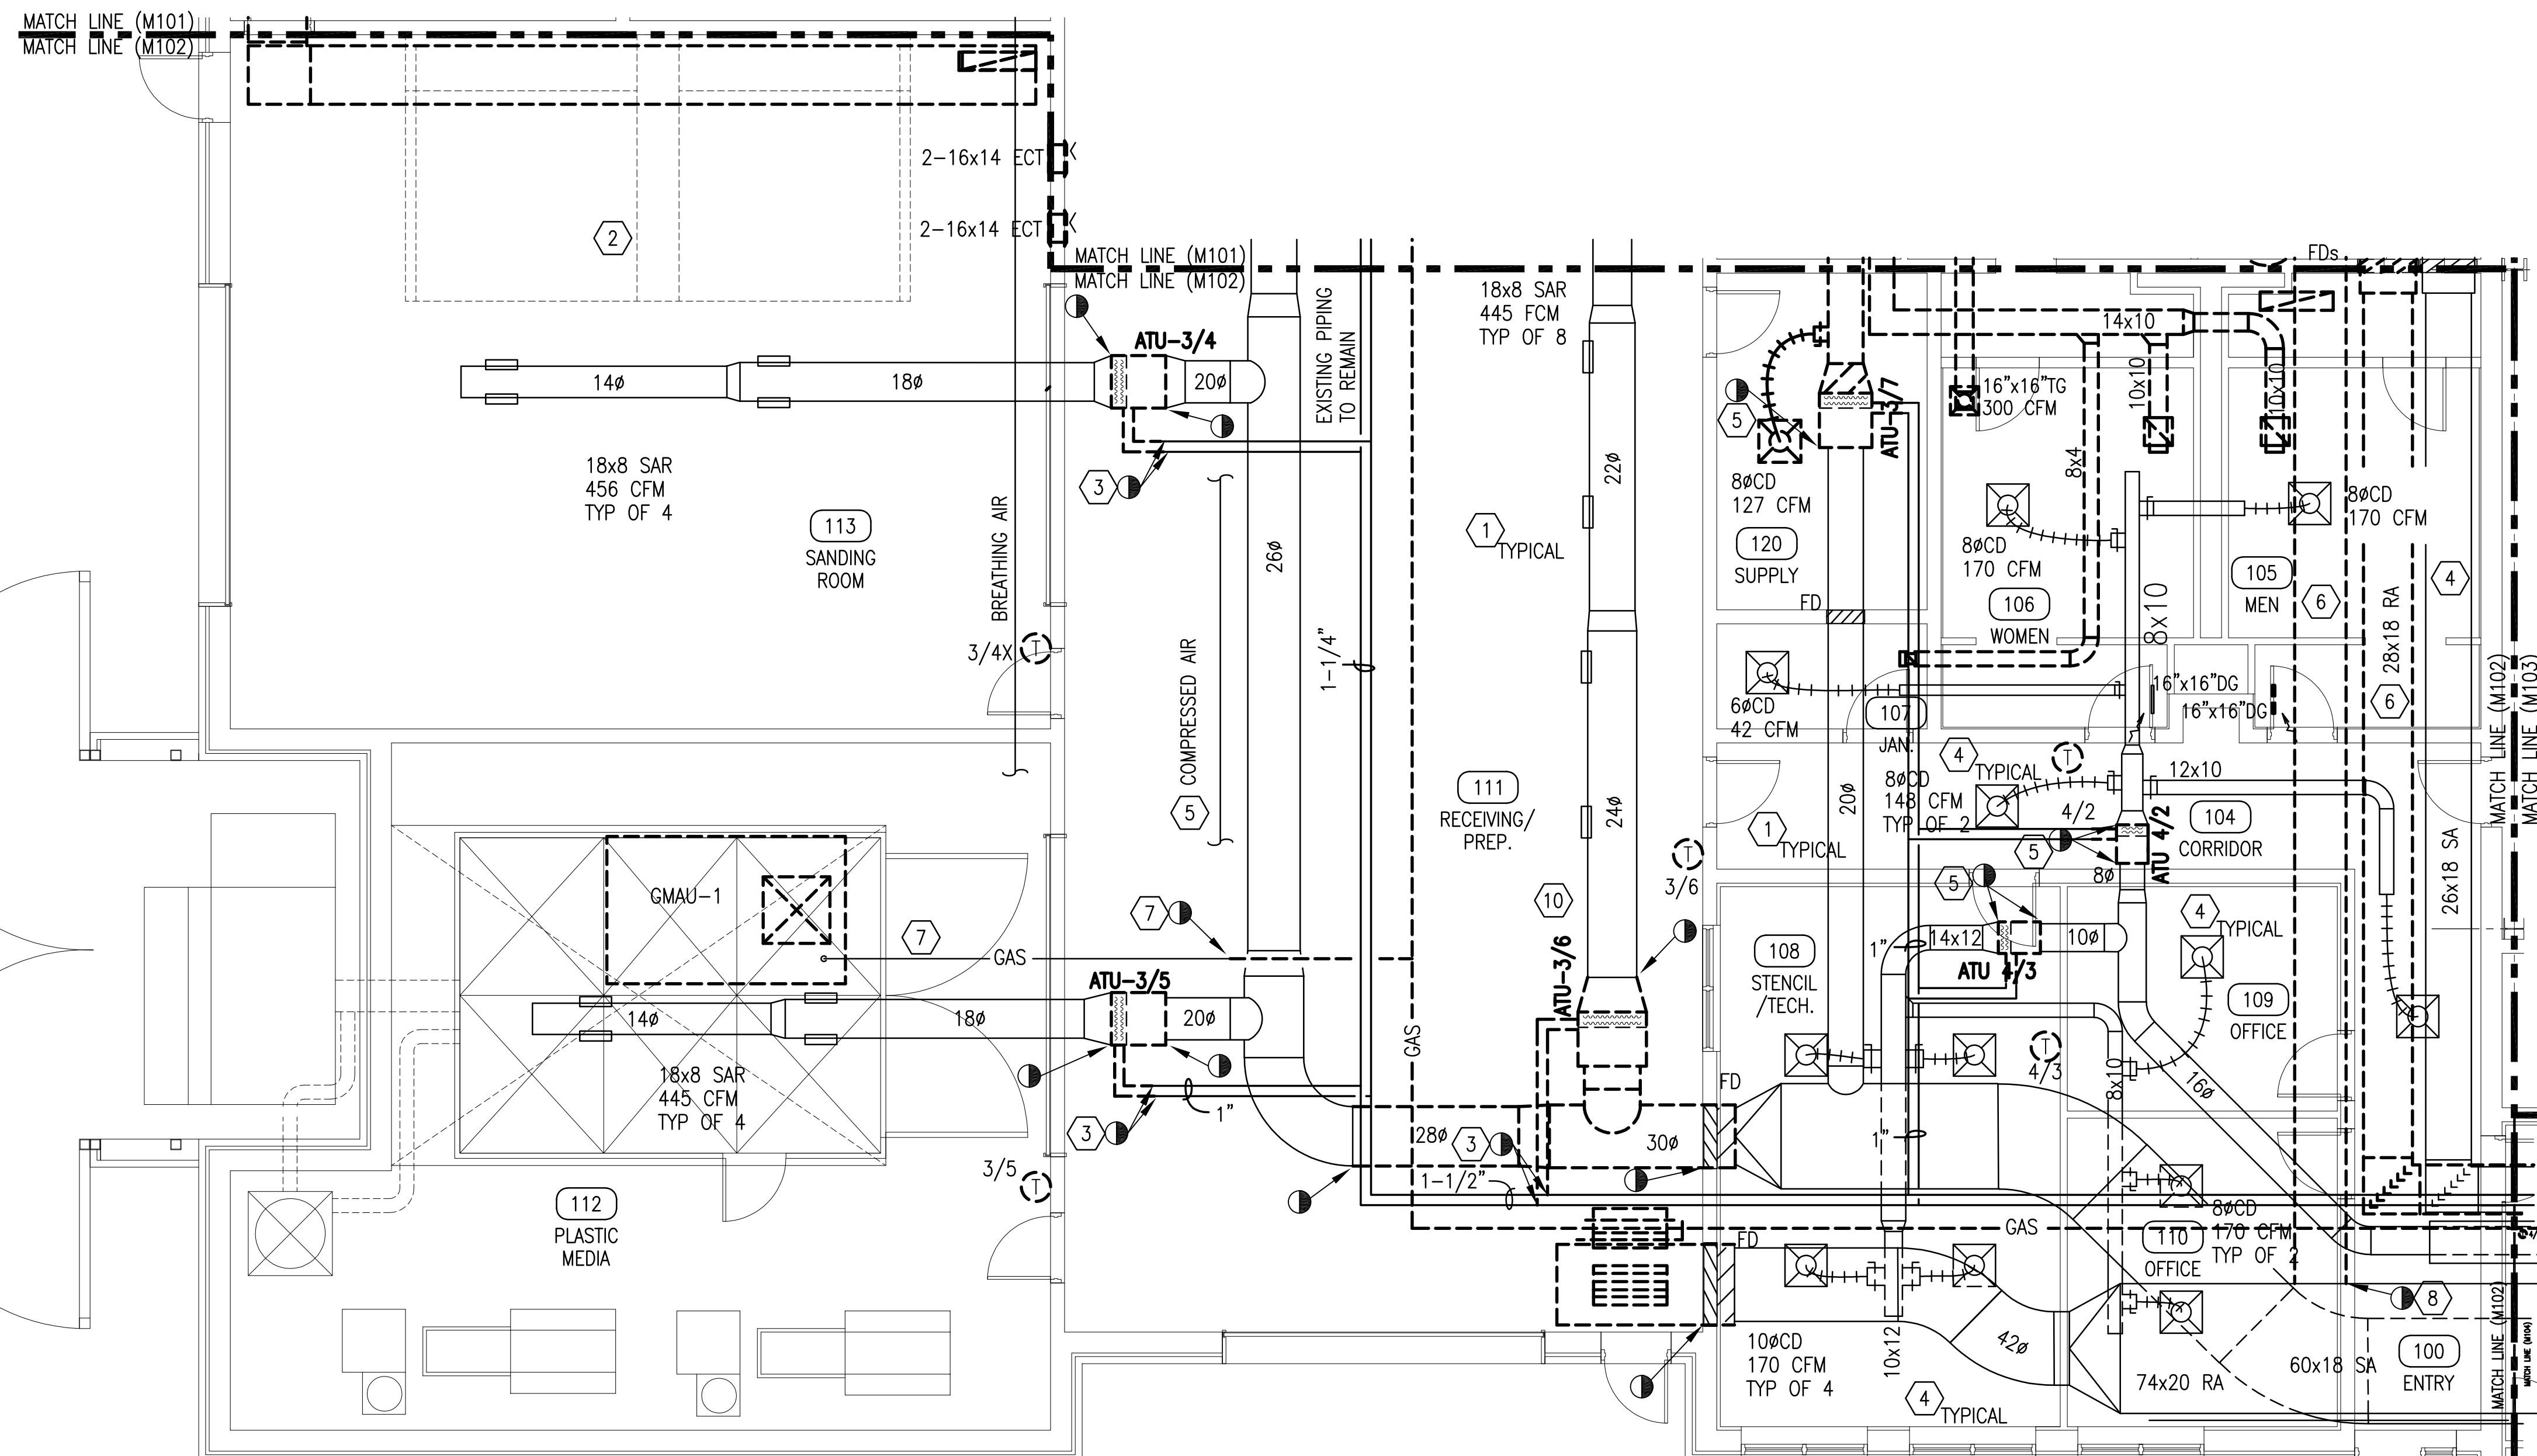 MATCH LINE (M101)
MATCH LINE (M102)
2-16x14 ECT
2-16x14 ECT
2
MATCH LINE (M101)
MATCH LINE (M102)
FDs
ATU-3/4
14ø
18ø
20ø
EXISTING PIPING
TO REMAIN
18x8 SAR
445 FCM
TYP OF 8
18x8 SAR
456 CFM
TYP OF 4
113
SANDING
ROOM
BREATHING AIR
3
3/4X
T
26ø
COMPRESSED AIR
5
1-1/4"
1
TYPICAL
22ø
24ø
111
RECEIVING/
PREP.
10
ATU-3/6
T
3/6
14x10
10x10
10x10
16"x16"TG
300 CFM
ATU-3/7
5
8øCD
127 CFM
120
SUPPLY
FD
8x4
8øCD
170 CFM
106
WOMEN
8øCD
170 CFM
105
MEN
6
4
8x10
28x18 RA
6
6øCD
42 CFM
107
JAN.
16"x16"DG
16"x16"DG
MATCH LINE (M102)
MATCH LINE (M103)
4
TYPICAL
T
12x10
8øCD
148 CFM
TYP OF 2
4/2
1
TYPICAL
20ø
ATU 4/2
104
CORRIDOR
5
8ø
5
26x18 SA
4
TYPICAL
14x12
10ø
1"
ATU 4/3
108
STENCIL
/TECH.
109
OFFICE
T
4/3
8x10
16ø
GMAU-1
7
GAS
7
ATU-3/5
14ø
18ø
20ø
18x8 SAR
445 CFM
TYP OF 4
1"
3
GAS
28ø
3
30ø
FD
1"
1-1/2"
3/5
T
112
PLASTIC
MEDIA
FD
GAS
8øCD
170 CFM
TYP OF 2
110
OFFICE
8
10øCD
170 CFM
TYP OF 4
10x12
42ø
4
TYPICAL
74x20 RA
60x18 SA
100
ENTRY
MATCH LINE (M102)
MATCH LINE (M104)